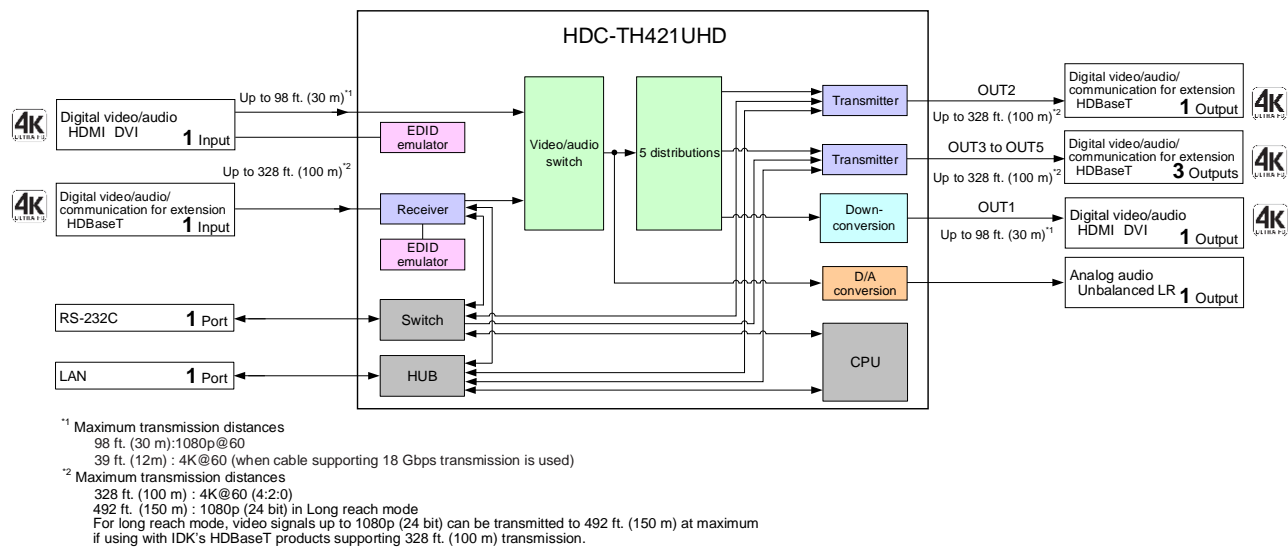 HDC-TH421UHD
4K
ULTRA HD
Digital video/audio
HDMI DVI
1 Input
Up to 98 ft. (30 m)*1
EDID
emulator
4K
ULTRA HD
Digital video/audio/
communication for extension
HDBaseT
1 Input
Up to 328 ft. (100 m)*2
Receiver
EDID
emulator
RS-232C
1 Port
Switch
LAN
1 Port
HUB
Video/audio
switch
5 distributions
Transmitter
Transmitter
Down-
conversion
D/A
conversion
CPU
OUT2
Up to 328 ft. (100 m)*2
Digital video/audio/
communication for extension
HDBaseT
1 Output
4K
ULTRA HD
OUT3 to OUT5
Up to 328 ft. (100 m)*2
Digital video/audio/
communication for extension
HDBaseT
3 Outputs
4K
ULTRA HD
OUT1
Up to 98 ft. (30 m)*1
Digital video/audio
HDMI DVI
1 Output
4K
ULTRA HD
Analog audio
Unbalanced LR
1 Output
*1 Maximum transmission distances
98 ft. (30 m):1080p@60
39 ft. (12m) : 4K@60 (when cable supporting 18 Gbps transmission is used)
*2 Maximum transmission distances
328 ft. (100 m) : 4K@60 (4:2:0)
492 ft. (150 m) : 1080p (24 bit) in Long reach mode
For long reach mode, video signals up to 1080p (24 bit) can be transmitted to 492 ft. (150 m) at maximum
if using with IDK's HDBaseT products supporting 328 ft. (100 m) transmission.